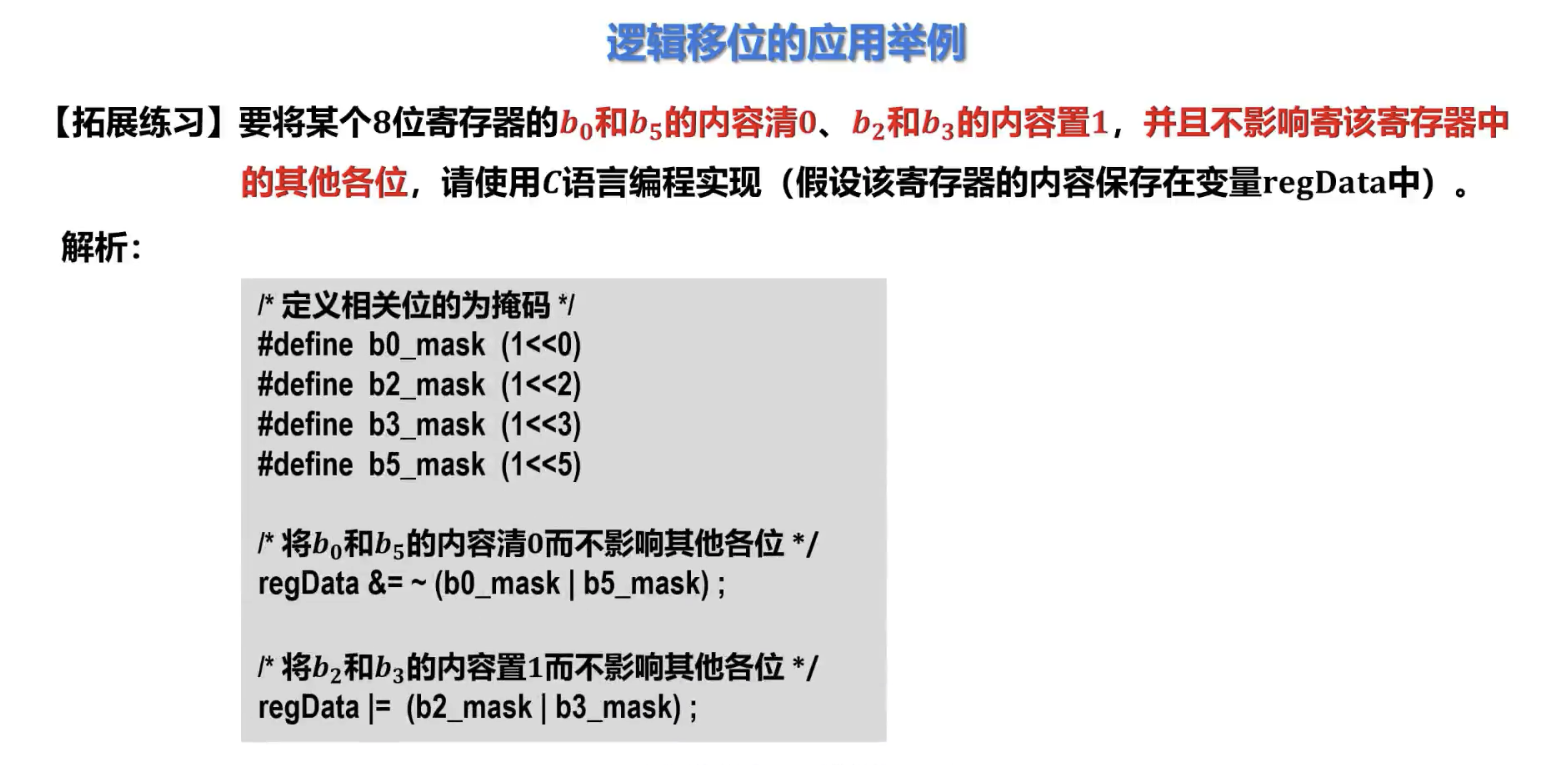 逻辑移位的应用举例
【拓展练习】要将某个8位寄存器的b₀和b₅的内容清0、b₂和b₃的内容置1，并且不影响寄该寄存器中
的其他各位，请使用C语言编程实现（假设该寄存器的内容保存在变量regData中）。
解析：
/* 定义相关位的为掩码 */
#define b0_mask (1<<0)
#define b2_mask (1<<2)
#define b3_mask (1<<3)
#define b5_mask (1<<5)
/* 将b₀和b₅的内容清0而不影响其他各位 */
regData &= ~ (b0_mask | b5_mask) ;
/* 将b₂和b₃的内容置1而不影响其他各位 */
regData |= (b2_mask | b3_mask) ;